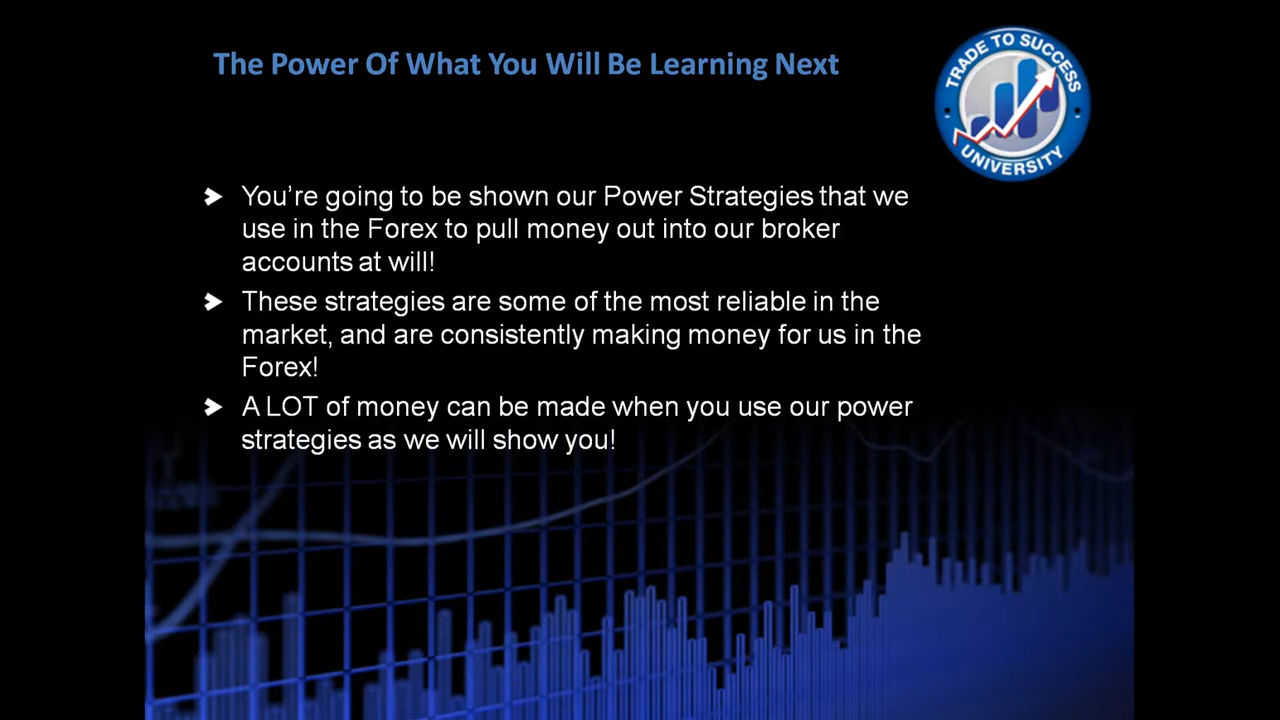 The Power Of What You Will Be Learning Next
TRADE TO SUCCESS
UNIVERSITY
You’re going to be shown our Power Strategies that we
use in the Forex to pull money out into our broker
accounts at will!
These strategies are some of the most reliable in the
market, and are consistently making money for us in the
Forex!
A LOT of money can be made when you use our power
strategies as we will show you!